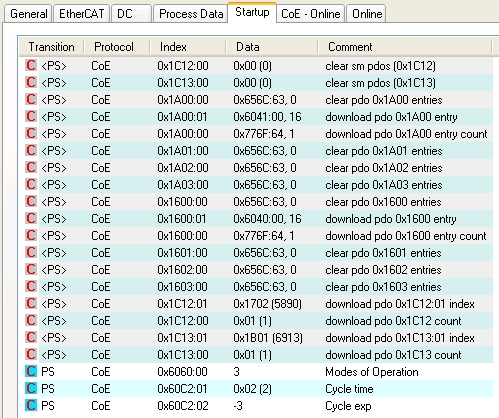 General EtherCAT DC Process Data Startup CoE - Online Online
Transition Protocol Index Data Comment
C <PS> CoE 0x1C12:00 0x00 (0) clear sm pdos (0x1C12)
C <PS> CoE 0x1C13:00 0x00 (0) clear sm pdos (0x1C13)
C <PS> CoE 0x1A00:00 0x656C:63, 0 clear pdo 0x1A00 entries
C <PS> CoE 0x1A00:01 0x6041:00, 16 download pdo 0x1A00 entry
C <PS> CoE 0x1A00:00 0x776F:64, 1 download pdo 0x1A00 entry count
C <PS> CoE 0x1A01:00 0x656C:63, 0 clear pdo 0x1A01 entries
C <PS> CoE 0x1A02:00 0x656C:63, 0 clear pdo 0x1A02 entries
C <PS> CoE 0x1A03:00 0x656C:63, 0 clear pdo 0x1A03 entries
C <PS> CoE 0x1600:00 0x656C:63, 0 clear pdo 0x1600 entries
C <PS> CoE 0x1600:01 0x6040:00, 16 download pdo 0x1600 entry
C <PS> CoE 0x1600:00 0x776F:64, 1 download pdo 0x1600 entry count
C <PS> CoE 0x1601:00 0x656C:63, 0 clear pdo 0x1601 entries
C <PS> CoE 0x1602:00 0x656C:63, 0 clear pdo 0x1602 entries
C <PS> CoE 0x1603:00 0x656C:63, 0 clear pdo 0x1603 entries
C <PS> CoE 0x1C12:01 0x1702 (5890) download pdo 0x1C12:01 index
C <PS> CoE 0x1C12:00 0x01 (1) download pdo 0x1C12 count
C <PS> CoE 0x1C13:01 0x1B01 (6913) download pdo 0x1C13:01 index
C <PS> CoE 0x1C13:00 0x01 (1) download pdo 0x1C13 count
C PS CoE 0x6060:00 3 Modes of Operation
C PS CoE 0x60C2:01 0x02 (2) Cycle time
C PS CoE 0x60C2:02 -3 Cycle exp